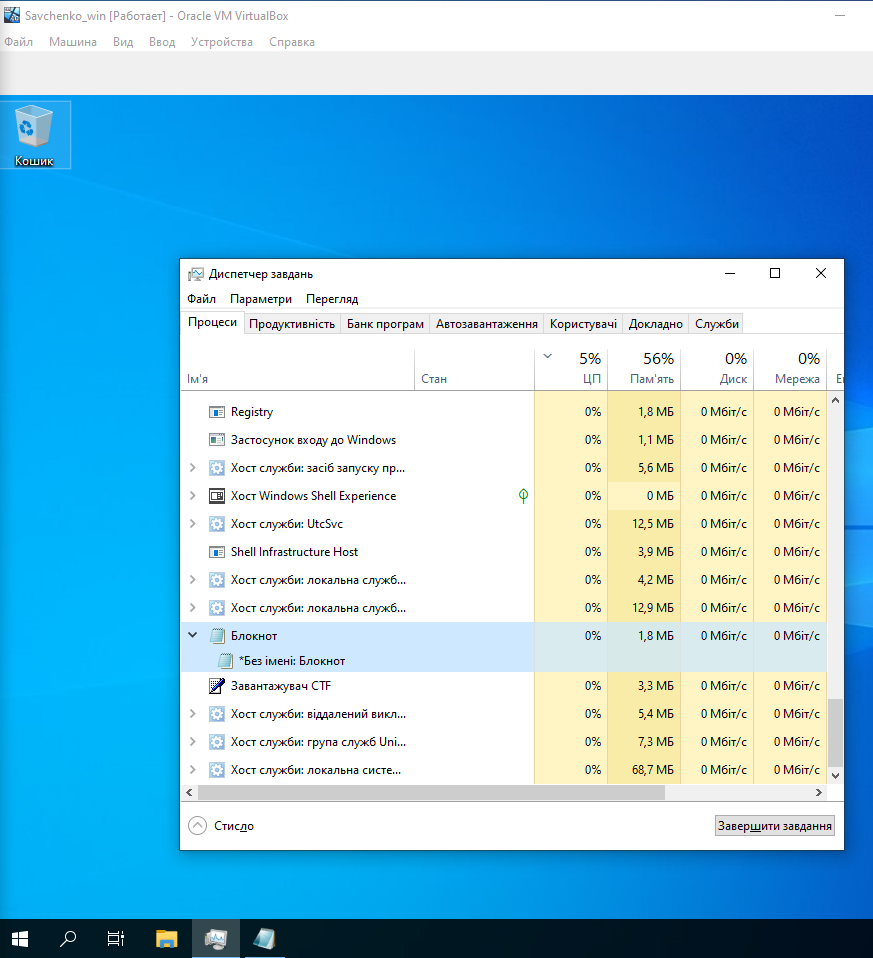 Savchenko_win [Работает] - Oracle VM VirtualBox
Файл Машина Вид Ввод Устройства Справка
Кошик
Диспетчер завдань
Файл Параметри Перегляд
Процеси Продуктивність Банк програм Автозавантаження Користувачі Докладно Служби
5% 56% 0% 0%
Ім'я Стан ЦП Пам'ять Диск Мережа
Registry 0% 1,8 МБ 0 Мбіт/с 0 Мбіт/с
Застосунок входу до Windows 0% 1,1 МБ 0 Мбіт/с 0 Мбіт/с
Хост служби: засіб запуску пр... 0% 5,6 МБ 0 Мбіт/с 0 Мбіт/с
Хост Windows Shell Experience 0% 0 МБ 0 Мбіт/с 0 Мбіт/с
Хост служби: UtcSvc 0% 12,5 МБ 0 Мбіт/с 0 Мбіт/с
Shell Infrastructure Host 0% 3,9 МБ 0 Мбіт/с 0 Мбіт/с
Хост служби: локальна служб... 0% 4,2 МБ 0 Мбіт/с 0 Мбіт/с
Хост служби: локальна служб... 0% 12,9 МБ 0 Мбіт/с 0 Мбіт/с
Блокнот 0% 1,8 МБ 0 Мбіт/с 0 Мбіт/с
*Без імені: Блокнот
Завантажувач CTF 0% 3,3 МБ 0 Мбіт/с 0 Мбіт/с
Хост служби: віддалений викл... 0% 5,4 МБ 0 Мбіт/с 0 Мбіт/с
Хост служби: група служб Uni... 0% 7,3 МБ 0 Мбіт/с 0 Мбіт/с
Хост служби: локальна систе... 0% 68,7 МБ 0 Мбіт/с 0 Мбіт/с
Стисло
Завершити завдання